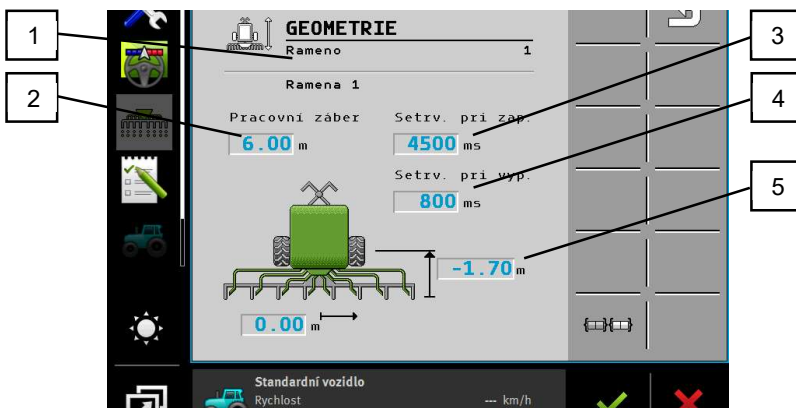 GEOMETRIE
Rameno 1
Ramena 1
Pracovní záber Setrv. pri zap.
6.00 m 4500 ms
Setrv. pri vyp.
800 ms
-1.70 m
0.00 m
Standardní vozidlo
Rychlost --- km/h
1
2
3
4
5